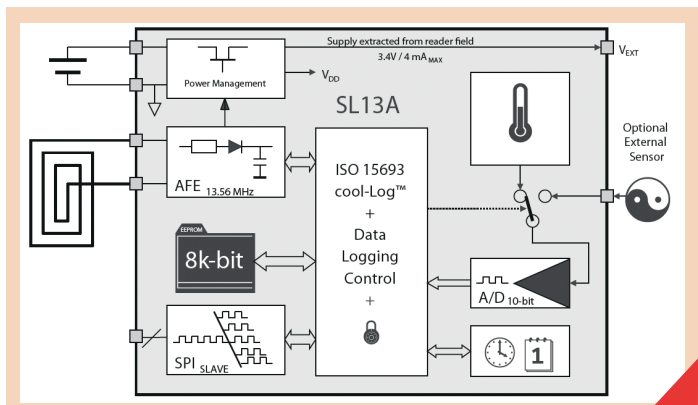 Supply extracted from reader field
3.4V / 4 mA MAX
VEXT
Power Management
VDD
SL13A
Optional
External
Sensor
AFE 13.56 MHz
ISO 15693
cool-Log™
+
Data
Logging
Control
+
EEPROM
8k-bit
A/D 10-bit
SPI SLAVE
1